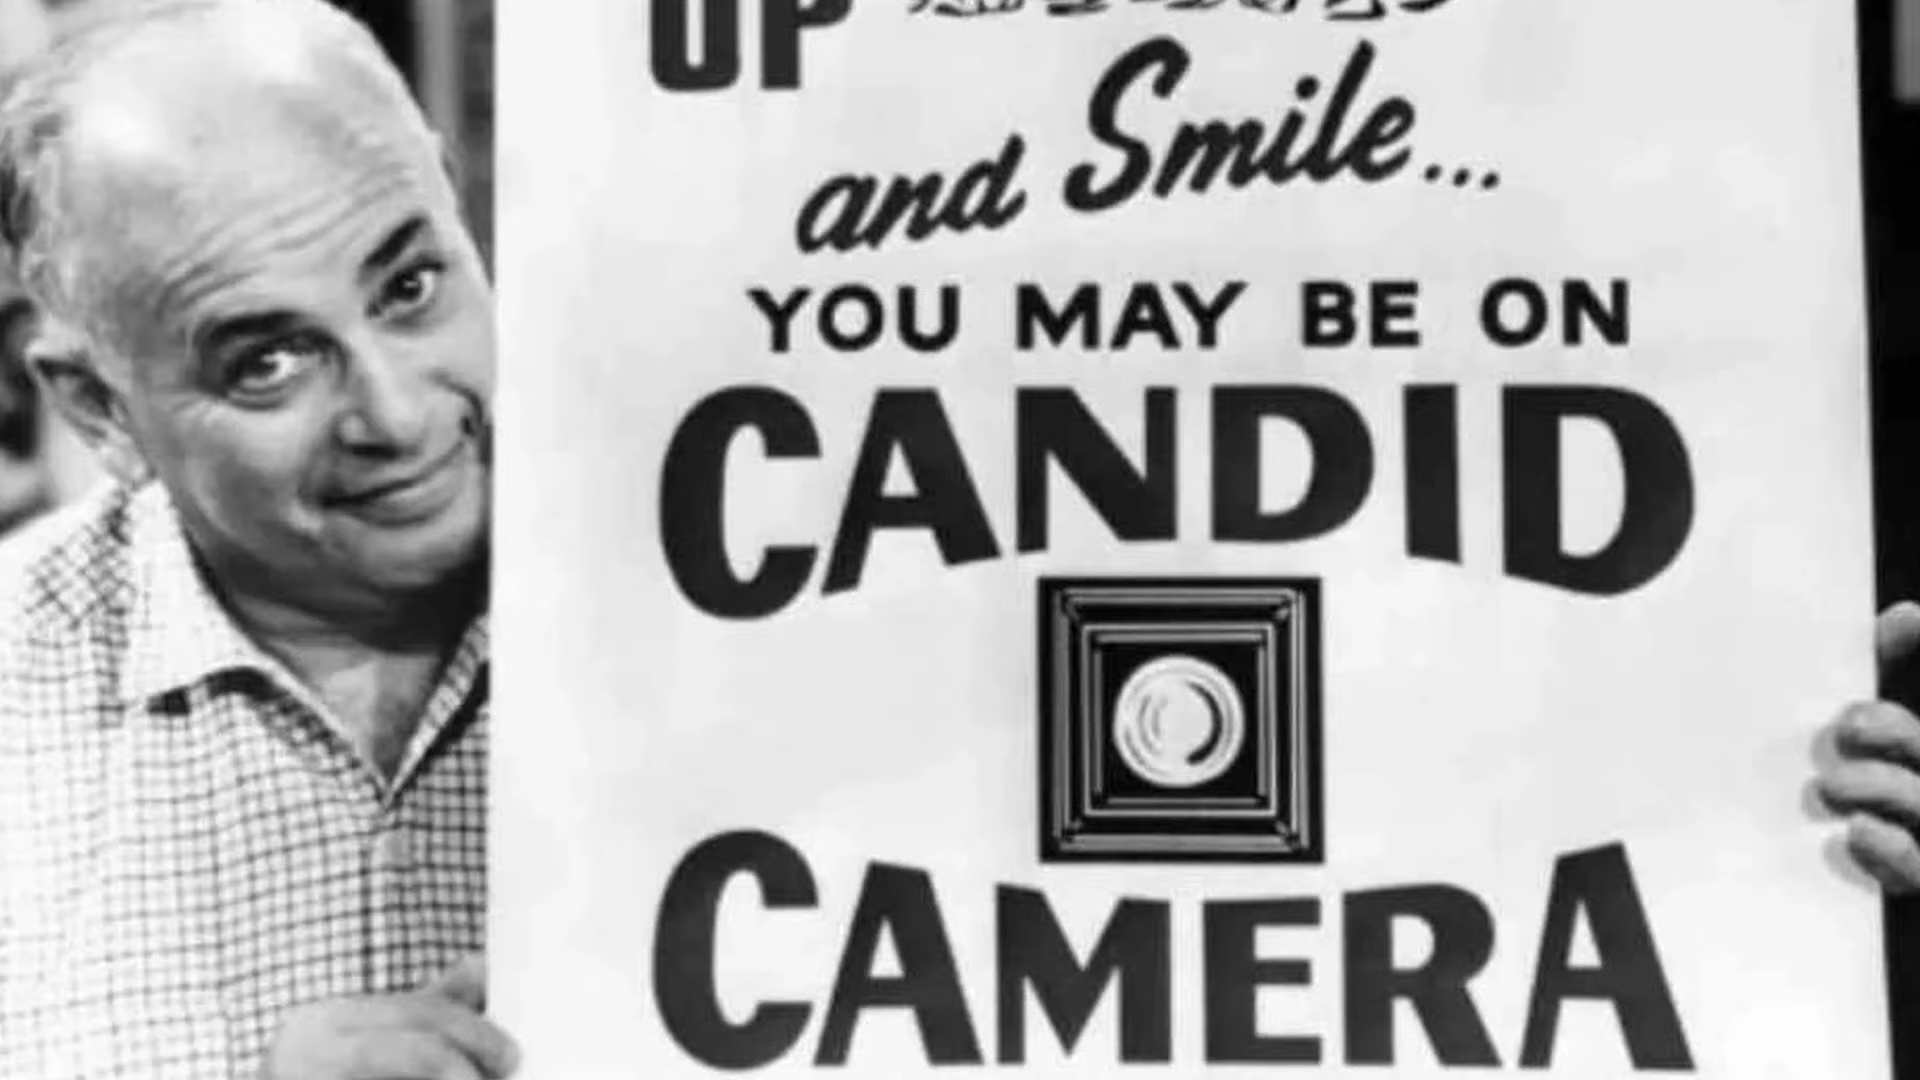 UP
and Smile...
YOU MAY BE ON
CANDID
CAMERA